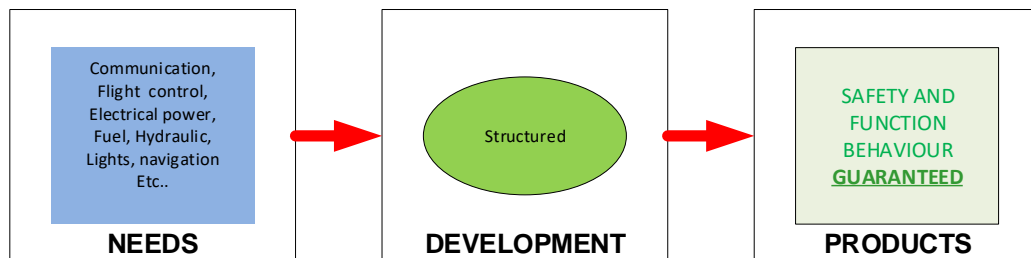 Communication,
Flight control,
Electrical power,
Fuel, Hydraulic,
Lights, navigation
Etc..
NEEDS
Structured
DEVELOPMENT
SAFETY AND
FUNCTION
BEHAVIOUR
GUARANTEED
PRODUCTS